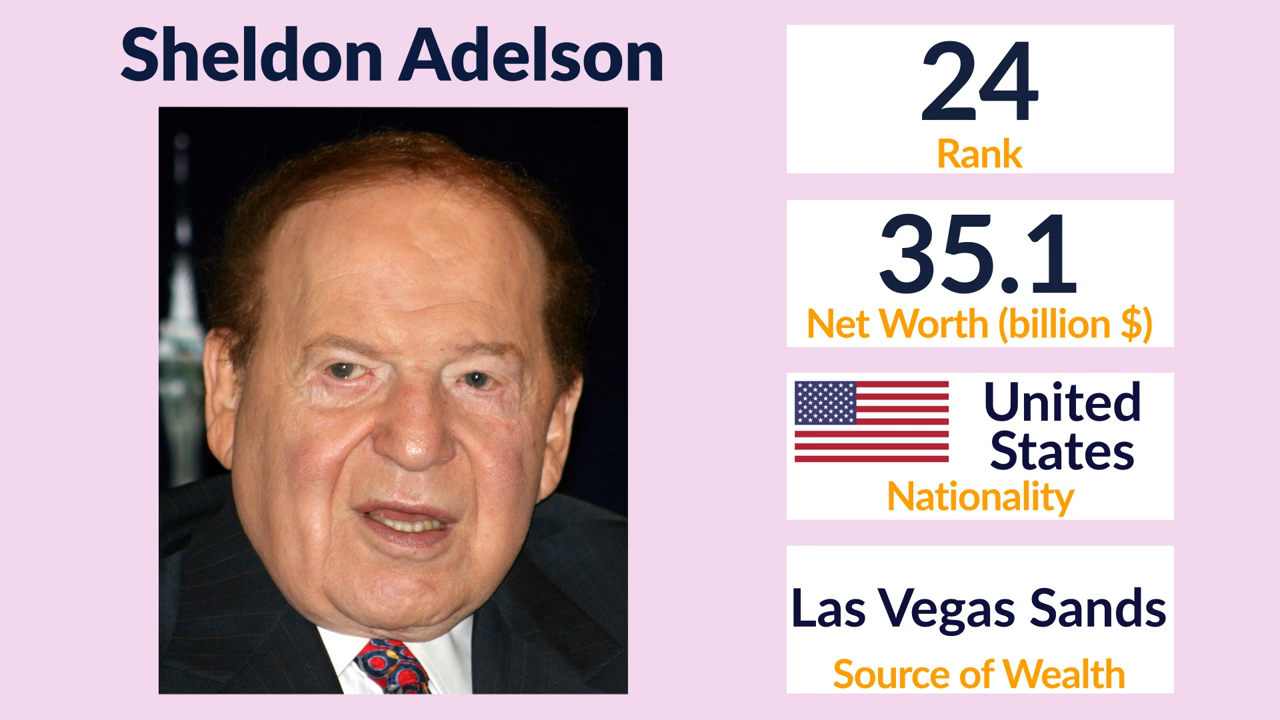 Sheldon Adelson
24
Rank
35.1
Net Worth (billion $)
United
States
Nationality
Las Vegas Sands
Source of Wealth